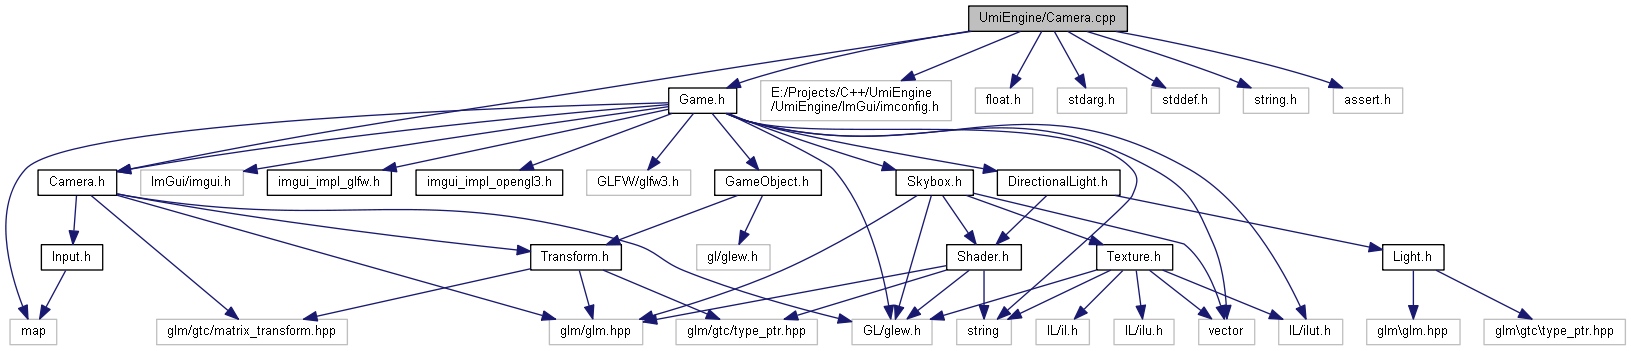 UmiEngine/Camera.cpp
Game.h
E:/Projects/C++/UmiEngine
/UmiEngine/ImGui/imconfig.h
float.h
stdarg.h
stddef.h
string.h
assert.h
Camera.h
ImGui/imgui.h
imgui_impl_glfw.h
imgui_impl_opengl3.h
GLFW/glfw3.h
GameObject.h
Skybox.h
DirectionalLight.h
Input.h
Transform.h
gl/glew.h
Shader.h
Texture.h
Light.h
map
glm/gtc/matrix_transform.hpp
glm/glm.hpp
glm/gtc/type_ptr.hpp
GL/glew.h
string
IL/il.h
IL/ilu.h
vector
IL/ilut.h
glm\glm.hpp
glm\gtc\type_ptr.hpp